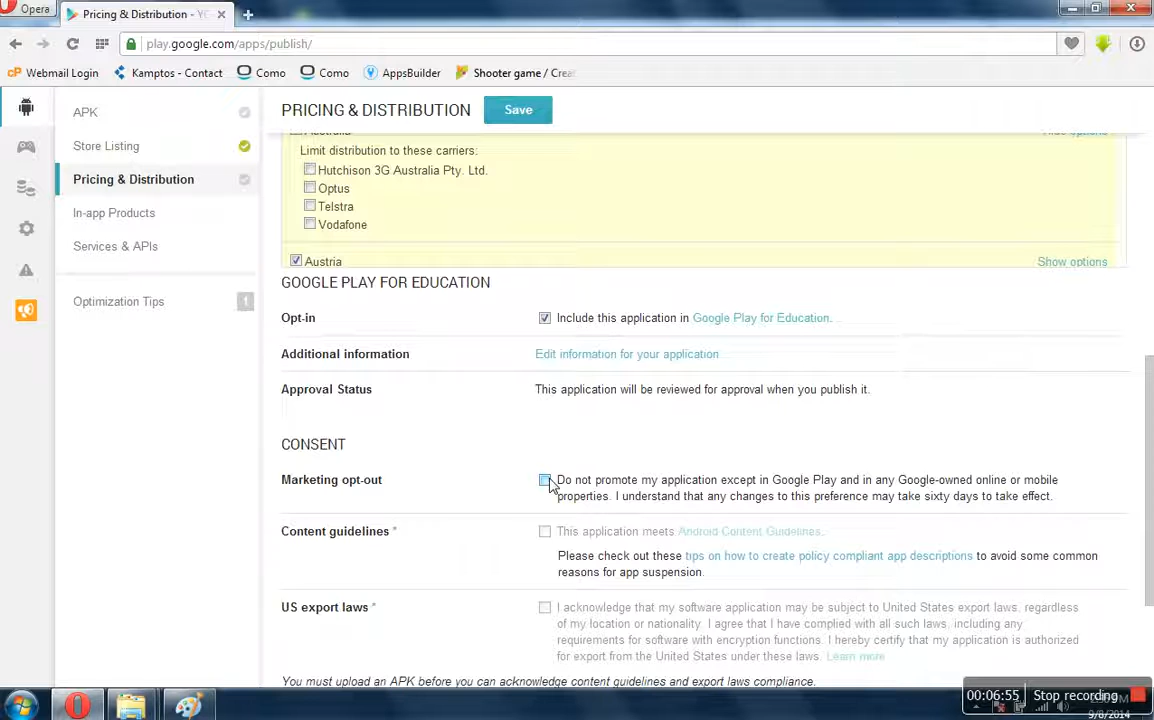 Opera
Pricing & Distribution - YO
play.google.com/apps/publish/
Webmail Login
Kamptos - Contact
Como
Como
AppsBuilder
Shooter game / Crea
APK
Store Listing
Pricing & Distribution
In-app Products
Services & APIs
Optimization Tips
1
PRICING & DISTRIBUTION
Save
Australia
Hide options
Limit distribution to these carriers:
Hutchison 3G Australia Pty. Ltd.
Optus
Telstra
Vodafone
Austria
Show options
GOOGLE PLAY FOR EDUCATION
Opt-in
Include this application in Google Play for Education.
Additional information
Edit information for your application
Approval Status
This application will be reviewed for approval when you publish it.
CONSENT
Marketing opt-out
Do not promote my application except in Google Play and in any Google-owned online or mobile
properties. I understand that any changes to this preference may take sixty days to take effect.
Content guidelines *
This application meets Android Content Guidelines.
Please check out these tips on how to create policy compliant app descriptions to avoid some common
reasons for app suspension.
US export laws *
I acknowledge that my software application may be subject to United States export laws, regardless
of my location or nationality. I agree that I have complied with all such laws, including any
requirements for software with encryption functions. I hereby certify that my application is authorized
for export from the United States under these laws. Learn more
You must upload an APK before you can acknowledge content guidelines and export laws compliance.
00:06:55
Stop recording
9/8/2014